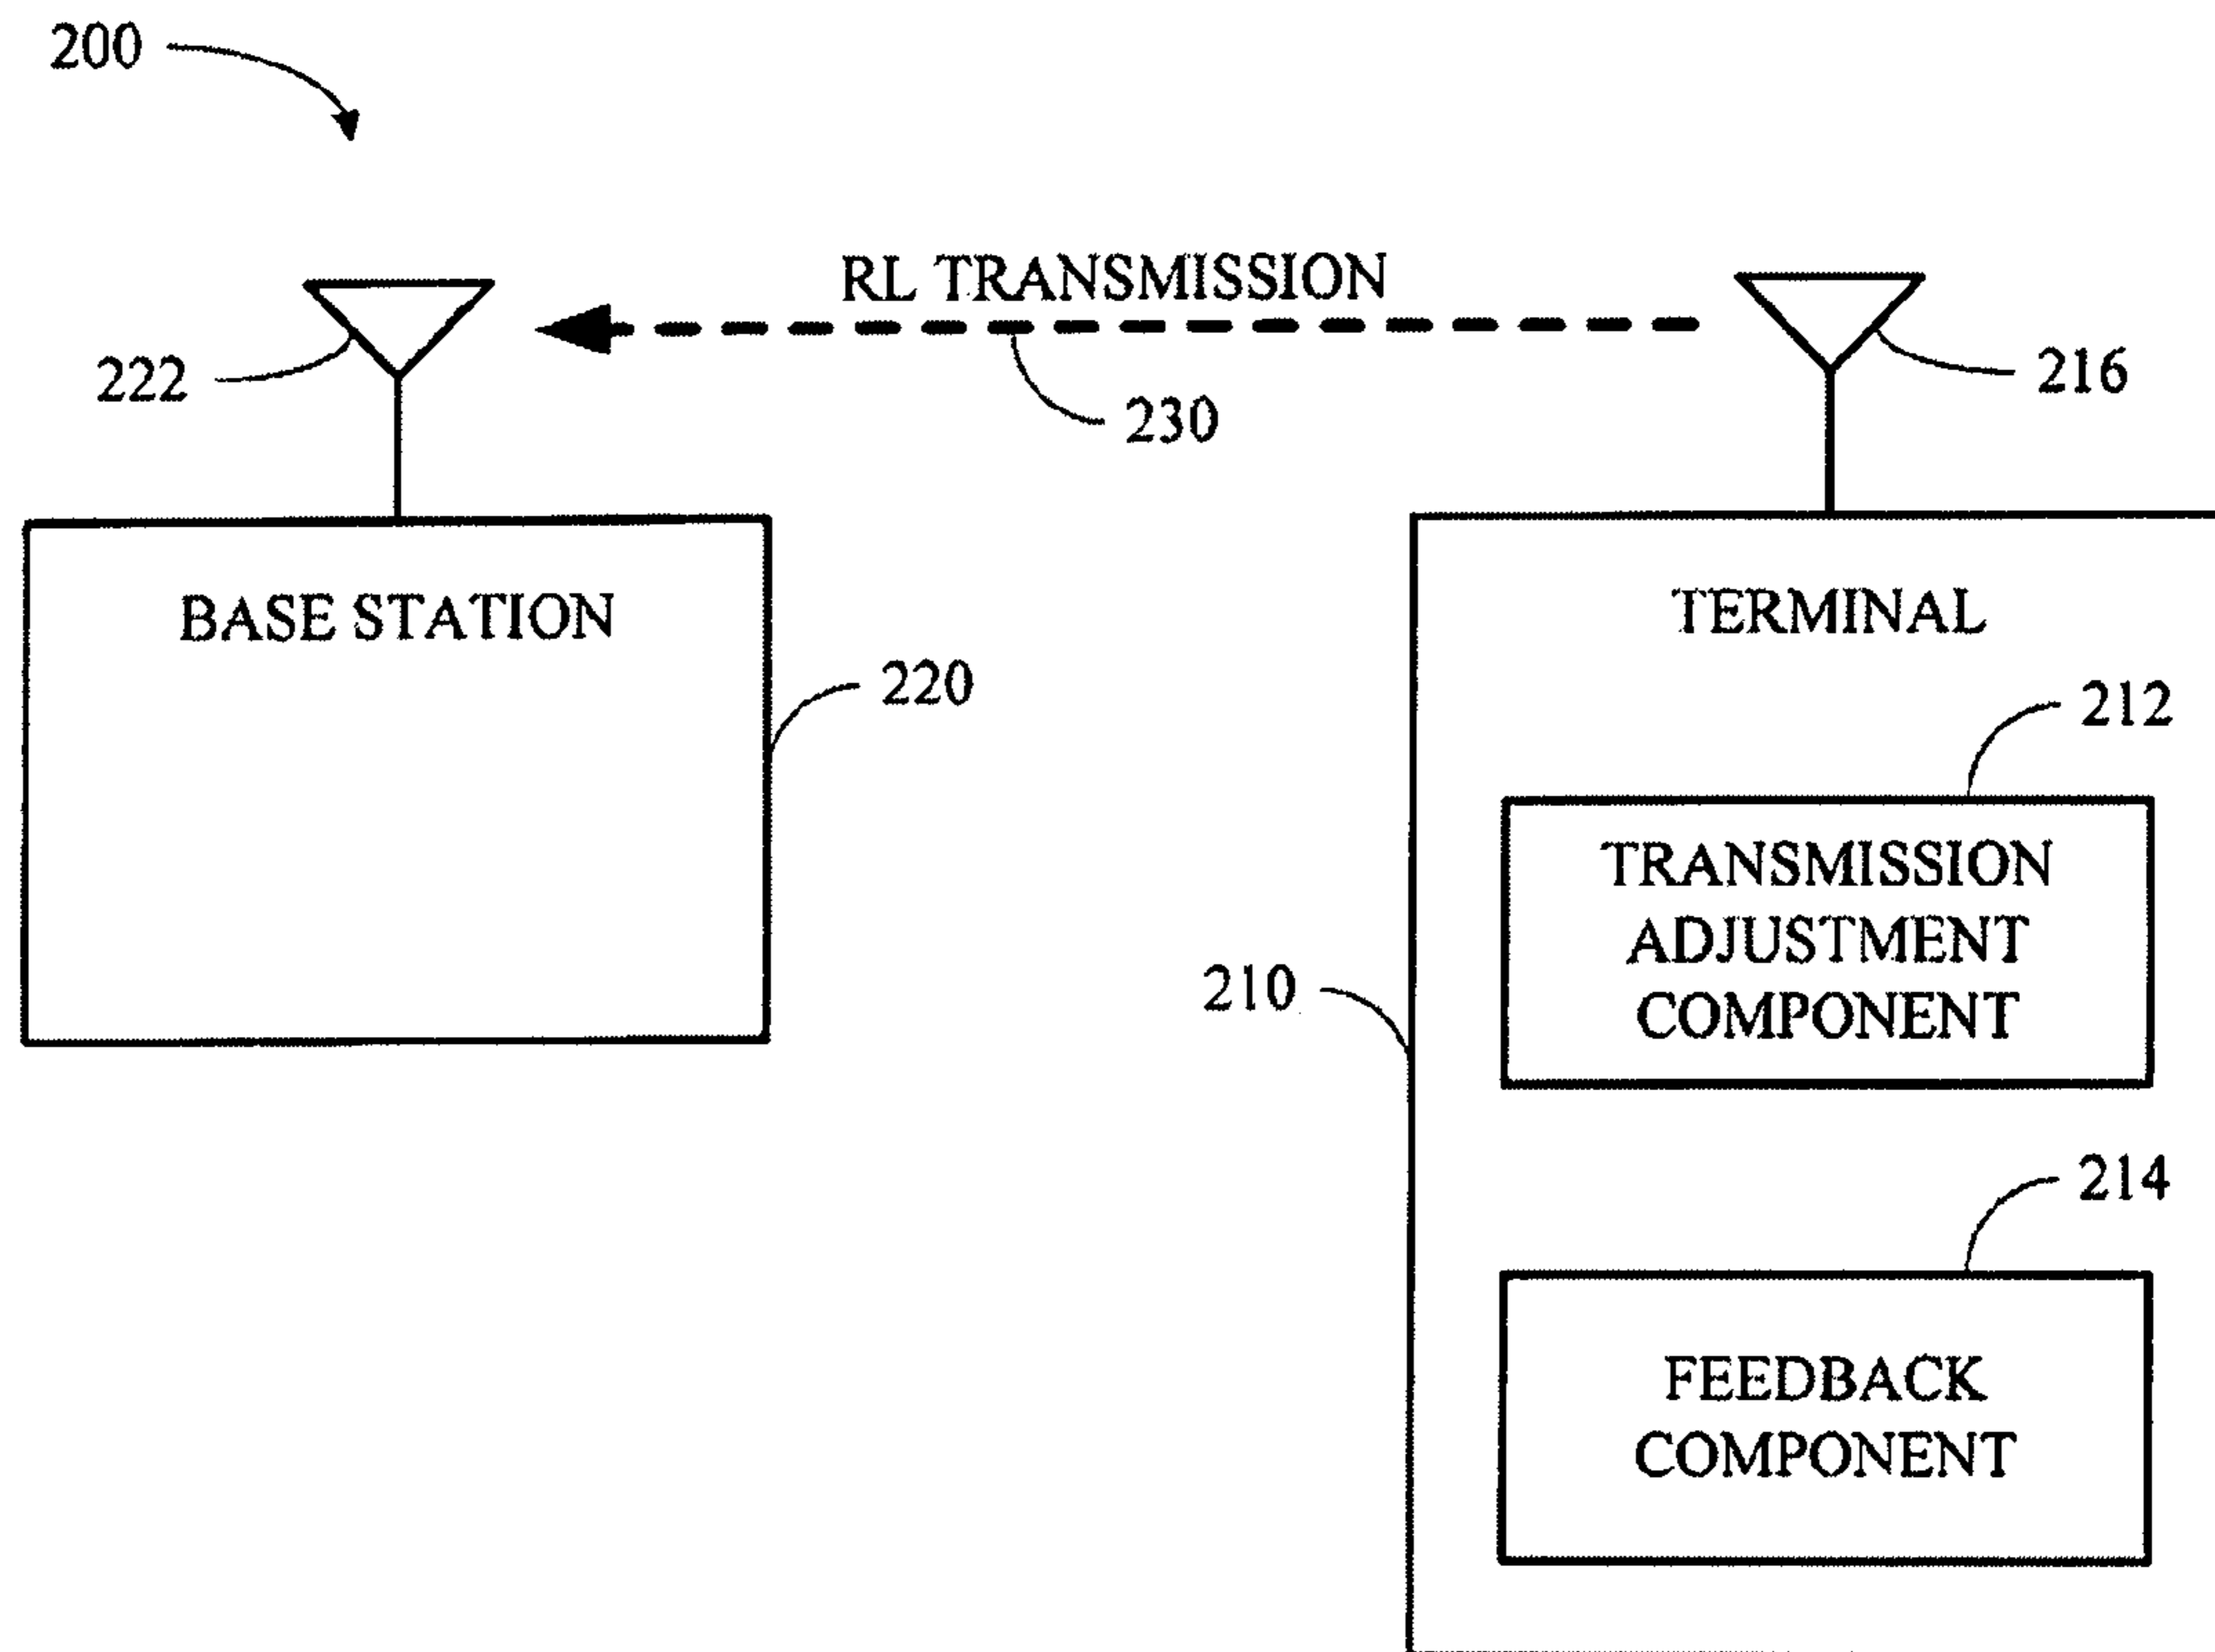 200
RL TRANSMISSION
222
230
216
BASE STATION
220
TERMINAL
212
TRANSMISSION
ADJUSTMENT
COMPONENT
210
214
FEEDBACK
COMPONENT